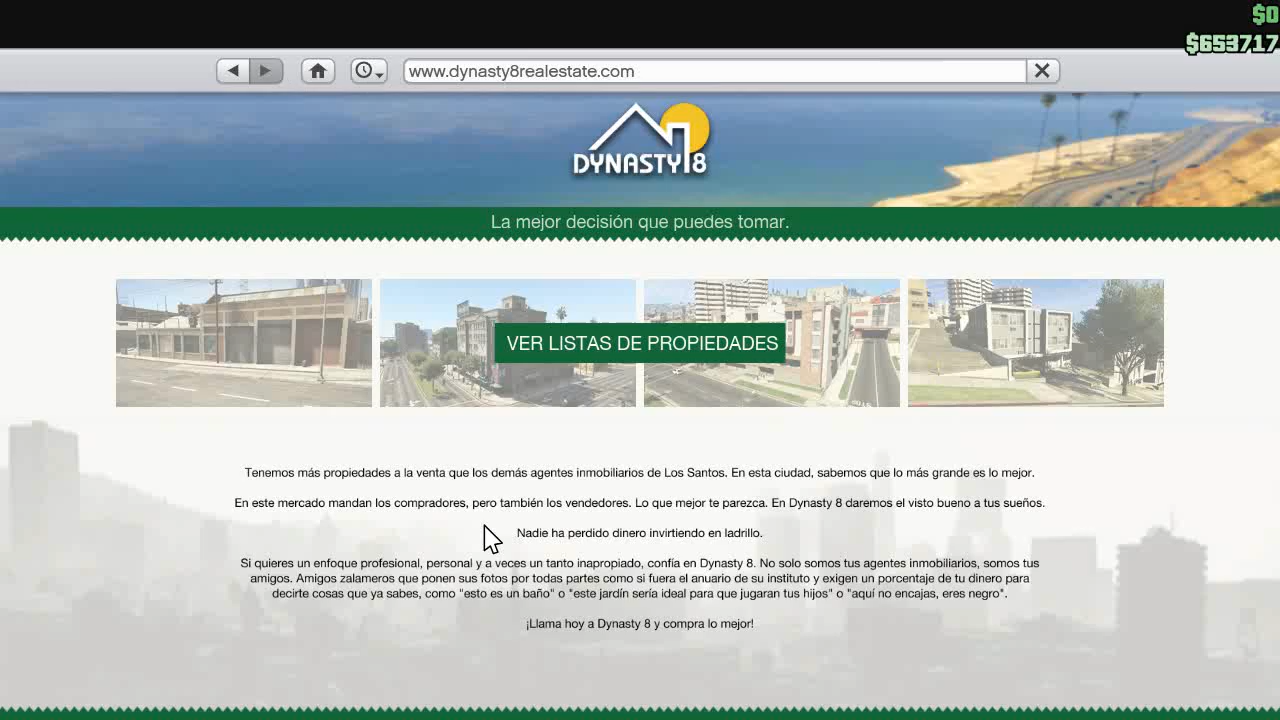 $0
$653717
www.dynasty8realestate.com
DYNASTY 8
La mejor decisión que puedes tomar.
VER LISTAS DE PROPIEDADES
Tenemos más propiedades a la venta que los demás agentes inmobiliarios de Los Santos. En esta ciudad, sabemos que lo más grande es lo mejor.
En este mercado mandan los compradores, pero también los vendedores. Lo que mejor te parezca. En Dynasty 8 daremos el visto bueno a tus sueños.
Nadie ha perdido dinero invirtiendo en ladrillo.
Si quieres un enfoque profesional, personal y a veces un tanto inapropiado, confía en Dynasty 8. No solo somos tus agentes inmobiliarios, somos tus
amigos. Amigos zalameros que ponen sus fotos por todas partes como si fuera el anuario de su instituto y exigen un porcentaje de tu dinero para
decirte cosas que ya sabes, como "esto es un baño" o "este jardín sería ideal para que jugaran tus hijos" o "aquí no encajas, eres negro".
¡Llama hoy a Dynasty 8 y compra lo mejor!